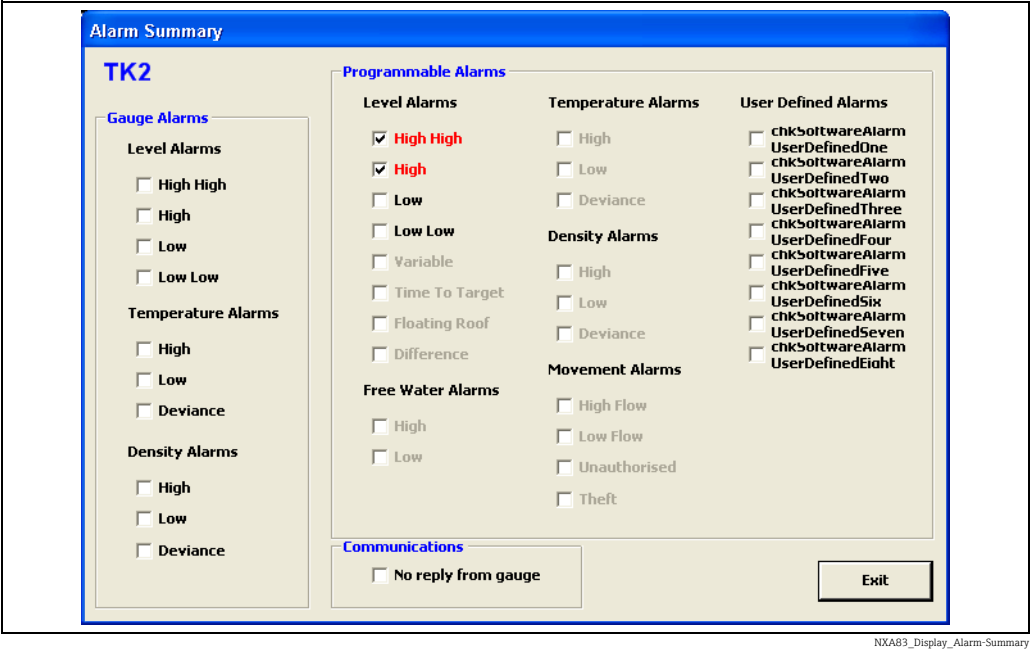 Alarm Summary
TK2
Gauge Alarms
Level Alarms
High High
High
Low
Low Low
Temperature Alarms
High
Low
Deviance
Density Alarms
High
Low
Deviance
Programmable Alarms
Level Alarms
High High
High
Low
Low Low
Variable
Time To Target
Floating Roof
Difference
Free Water Alarms
High
Low
Temperature Alarms
High
Low
Deviance
Density Alarms
High
Low
Deviance
Movement Alarms
High Flow
Low Flow
Unauthorised
Theft
User Defined Alarms
chkSoftwareAlarm
UserDefinedOne
chkSoftwareAlarm
UserDefinedTwo
chkSoftwareAlarm
UserDefinedThree
chkSoftwareAlarm
UserDefinedFour
chkSoftwareAlarm
UserDefinedFive
chkSoftwareAlarm
UserDefinedSix
chkSoftwareAlarm
UserDefinedSeven
chkSoftwareAlarm
UserDefinedEight
Communications
No reply from gauge
Exit
NXA83_Display_Alarm-Summary